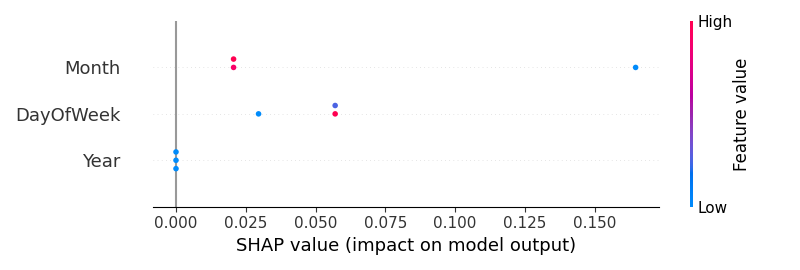 High
Month
DayOfWeek
Year
Feature value
Low
0.000 0.025 0.050 0.075 0.100 0.125 0.150
SHAP value (impact on model output)